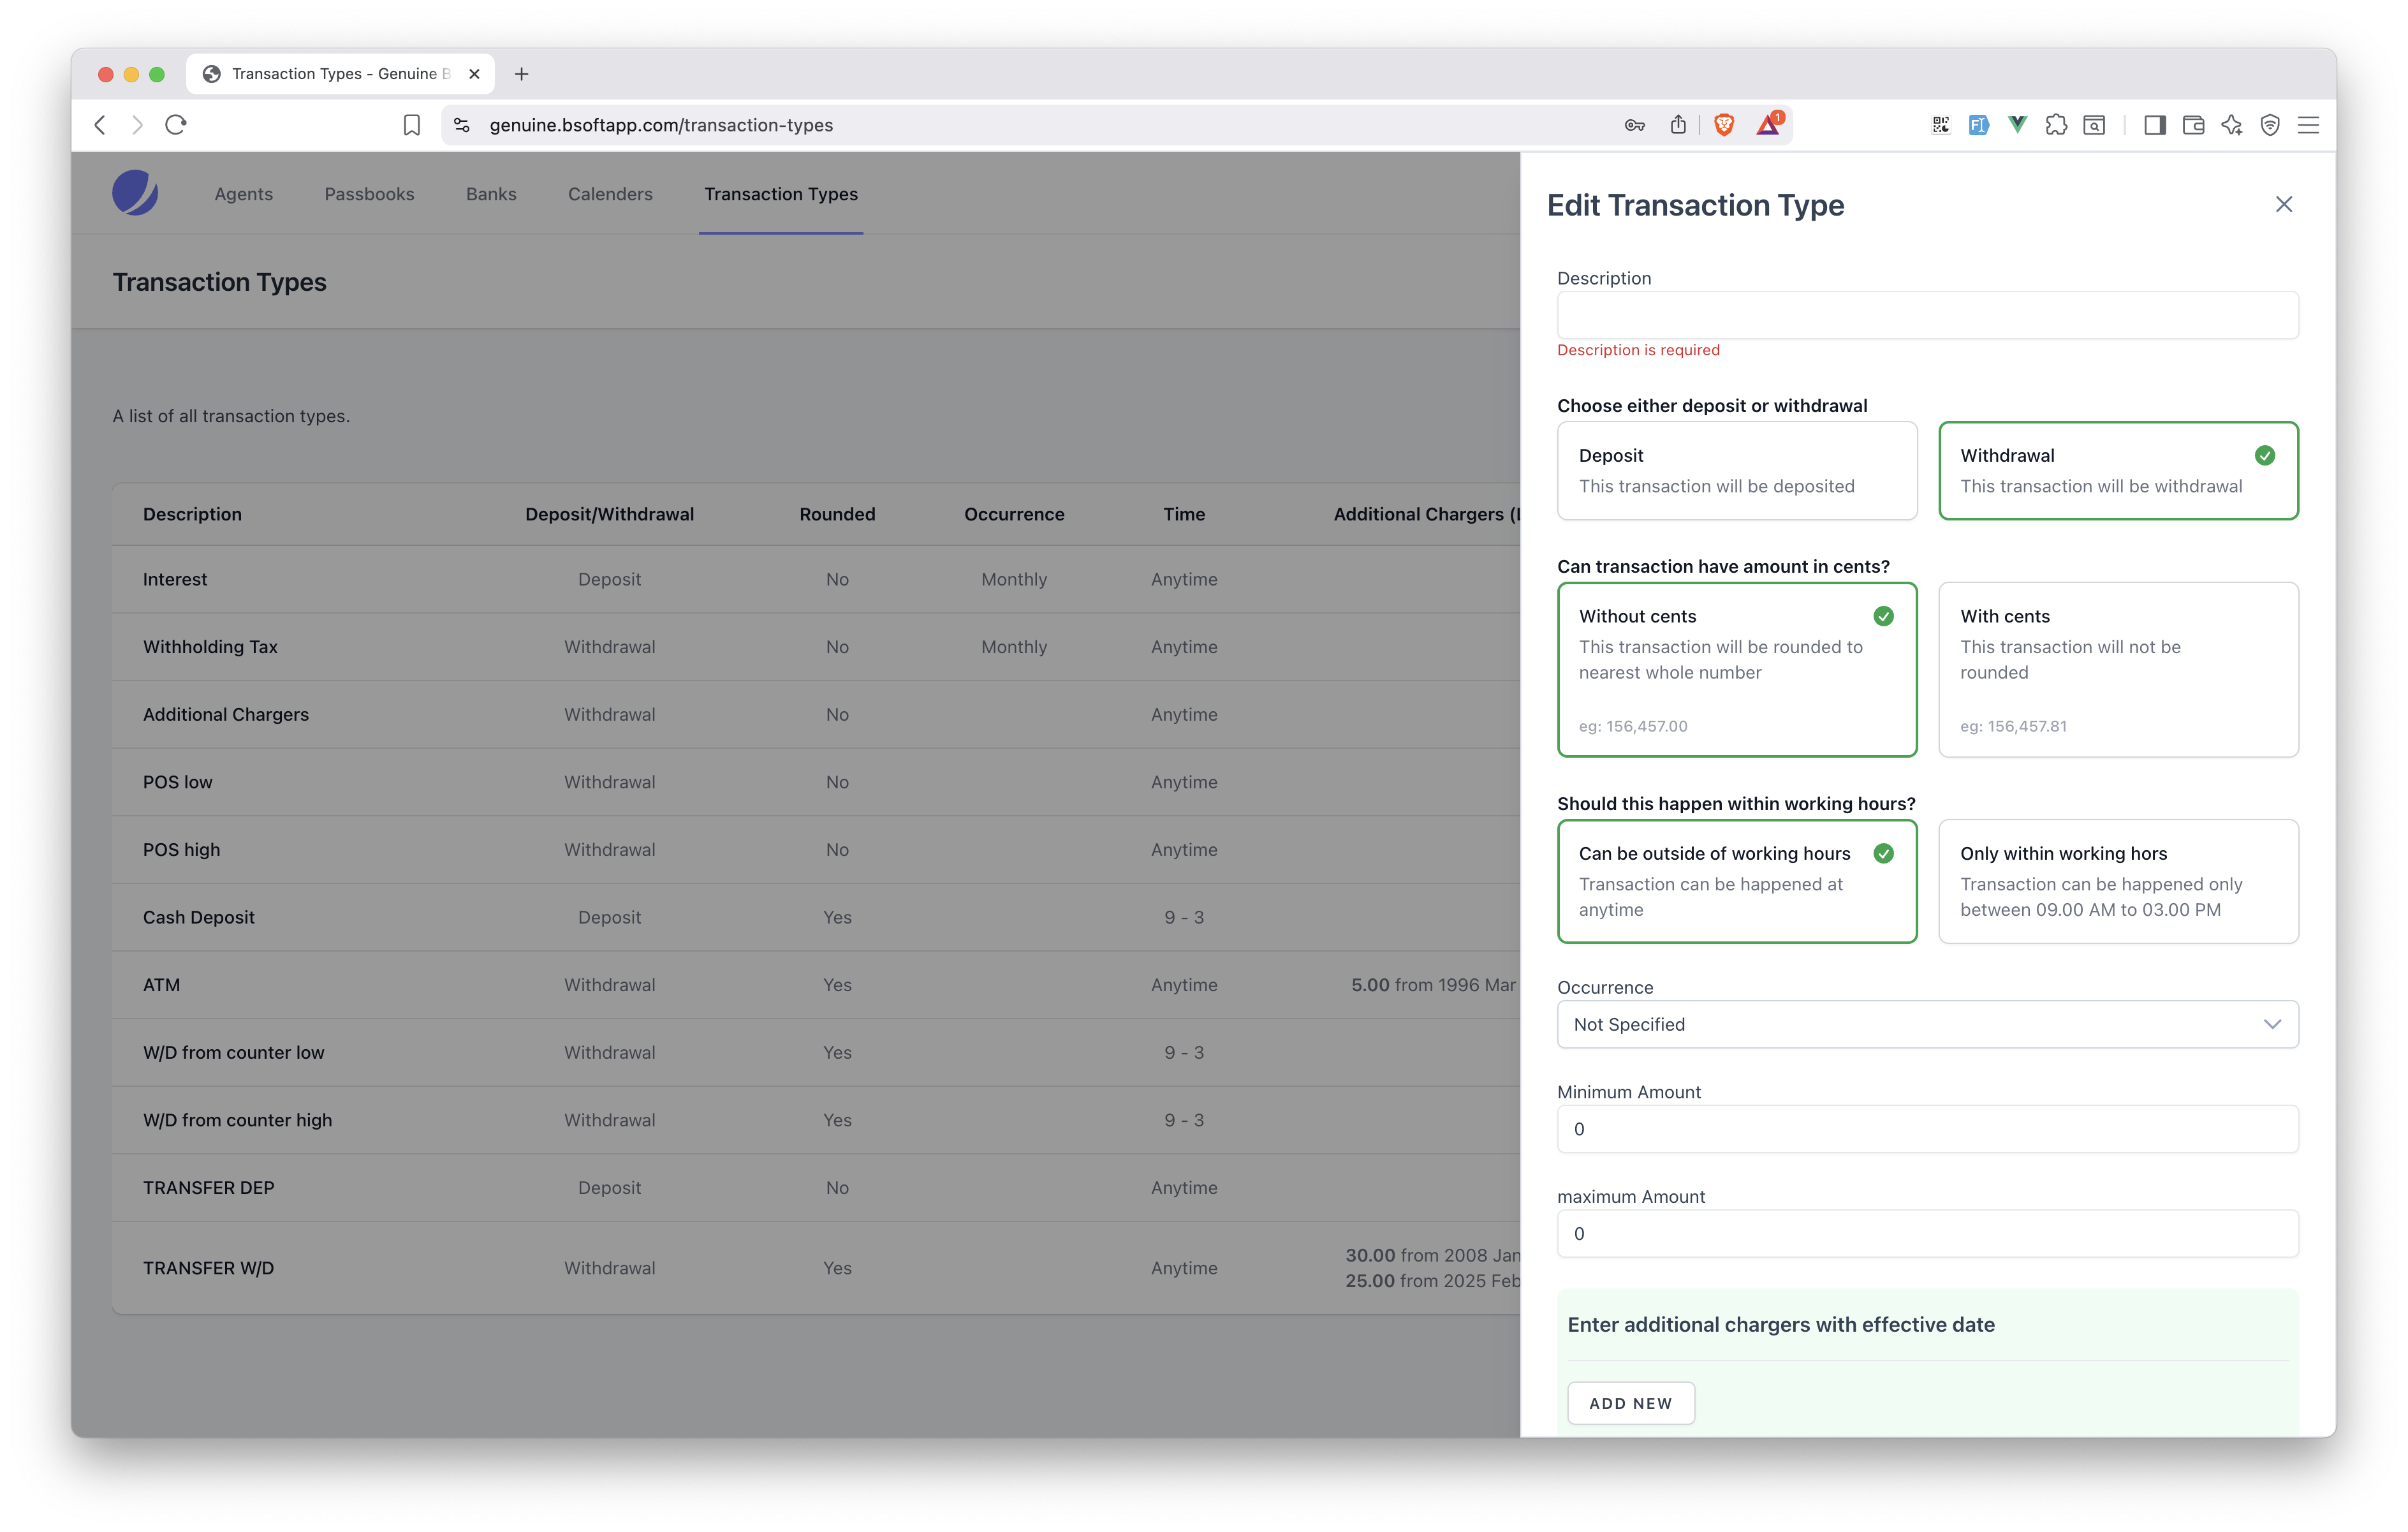 Transaction Types - Genuine B
genuine.bsoftapp.com/transaction-types
1
Agents
Passbooks
Banks
Calenders
Transaction Types
Transaction Types
A list of all transaction types.
Description Deposit/Withdrawal Rounded Occurrence Time Additional Chargers (
Interest Deposit No Monthly Anytime
Withholding Tax Withdrawal No Monthly Anytime
Additional Chargers Withdrawal No Anytime
POS low Withdrawal No Anytime
POS high Withdrawal No Anytime
Cash Deposit Deposit Yes 9 - 3
ATM Withdrawal Yes Anytime 5.00 from 1996 Mar
W/D from counter low Withdrawal Yes 9 - 3
W/D from counter high Withdrawal Yes 9 - 3
TRANSFER DEP Deposit No Anytime
TRANSFER W/D Withdrawal Yes Anytime 30.00 from 2008 Jan
25.00 from 2025 Feb
Edit Transaction Type
Description
Description is required
Choose either deposit or withdrawal
Deposit
This transaction will be deposited
Withdrawal
This transaction will be withdrawal
Can transaction have amount in cents?
Without cents
This transaction will be rounded to
nearest whole number
eg: 156,457.00
With cents
This transaction will not be
rounded
eg: 156,457.81
Should this happen within working hours?
Can be outside of working hours
Transaction can be happened at
anytime
Only within working hors
Transaction can be happened only
between 09.00 AM to 03.00 PM
Occurrence
Not Specified
Minimum Amount
0
maximum Amount
0
Enter additional chargers with effective date
ADD NEW